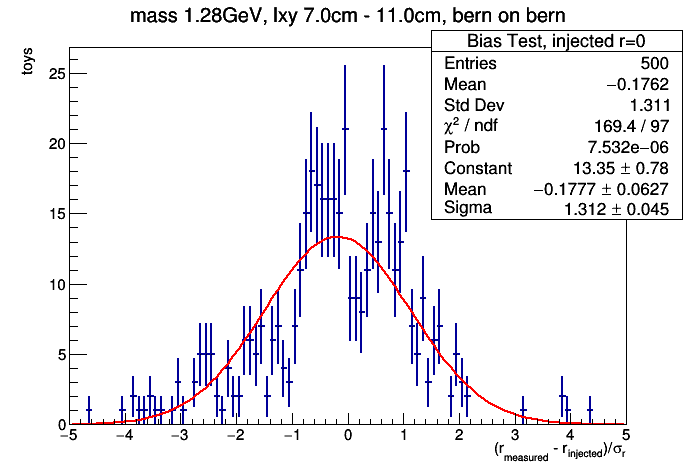 mass 1.28GeV, lxy 7.0cm - 11.0cm, bern on bern
toys
Bias Test, injected r=0
Entries 500
Mean −0.1762
Std Dev 1.311
χ² / ndf 169.4 / 97
Prob 7.532e−06
Constant 13.35 ± 0.78
Mean −0.1777 ± 0.0627
Sigma 1.312 ± 0.045
25
20
15
10
5
0
−5 −4 −3 −2 −1 0 1 2 3 4 5
(r_measured - r_injected)/σ_r